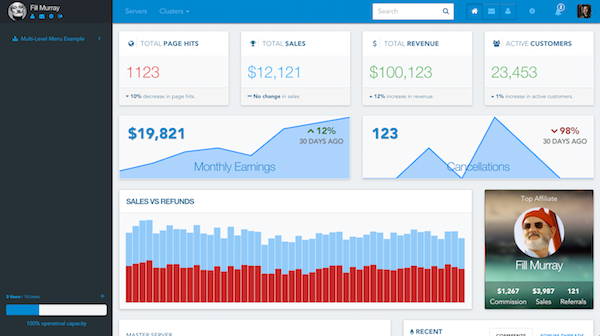 Fill Murray
Servers
Clusters
Search
2
Multi-Level Menu Example
TOTAL PAGE HITS
1123
10% decrease in page hits.
TOTAL SALES
$12,121
No change in sales
TOTAL REVENUE
$100,123
12% increase in revenue.
ACTIVE CUSTOMERS
23,453
1% increase in active customers.
$19,821
12%
30 DAYS AGO
Monthly Earnings
123
98%
30 DAYS AGO
Cancellations
SALES VS REFUNDS
Top Affiliate
Fill Murray
$1,267
Commission
$3,987
Sales
121
Referrals
100% operational capacity
MASTER SERVER
RECENT
COMMENTS
FORUM THREADS